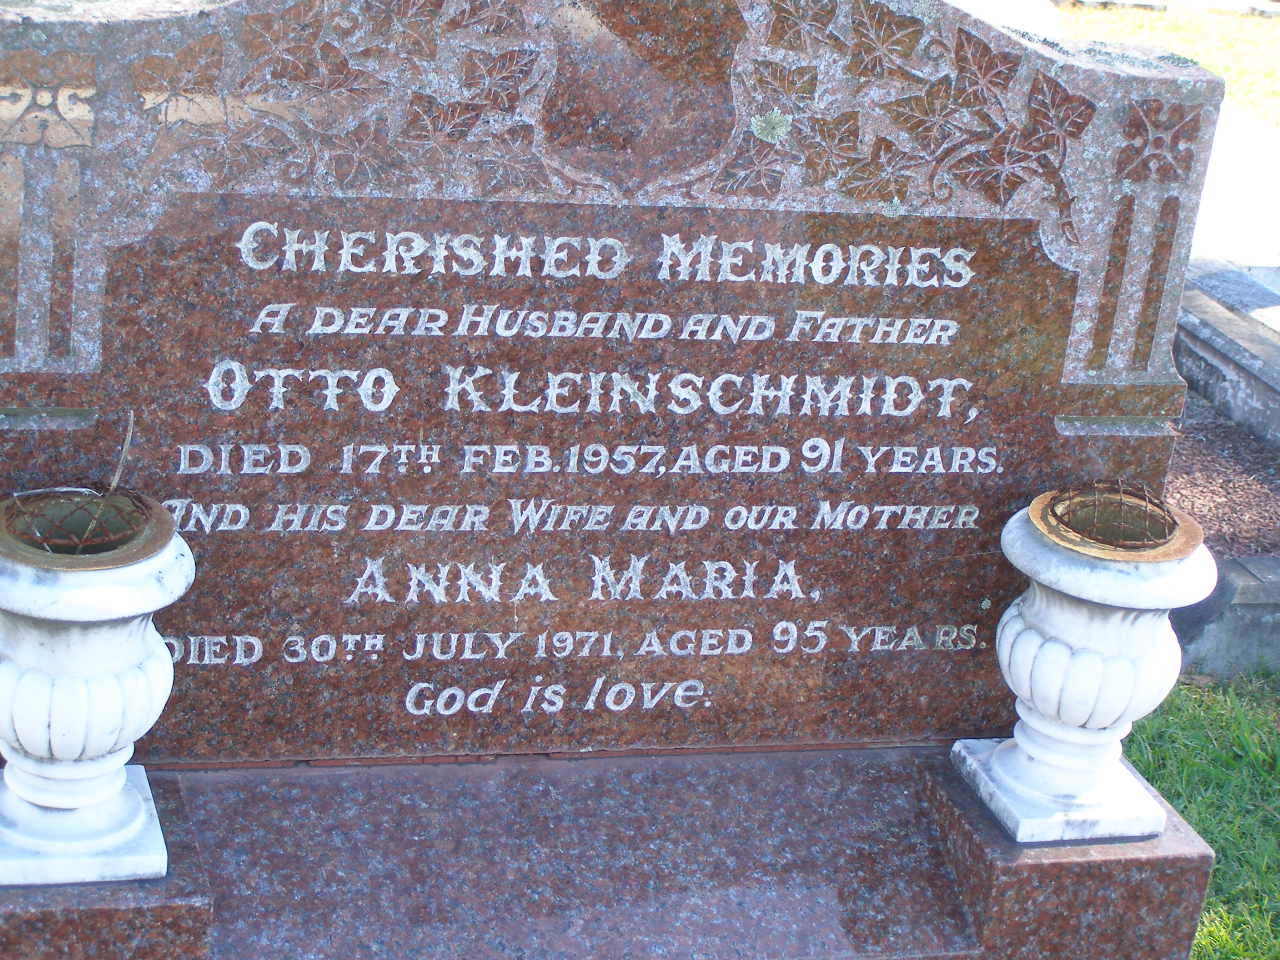 CHERISHED MEMORIES
A DEAR HUSBAND AND FATHER
OTTO KLEINSCHMIDT,
DIED 17TH FEB. 1957, AGED 91 YEARS.
AND HIS DEAR WIFE AND OUR MOTHER
ANNA MARIA,
DIED 30TH JULY 1971, AGED 95 YEARS.
GOD is love.